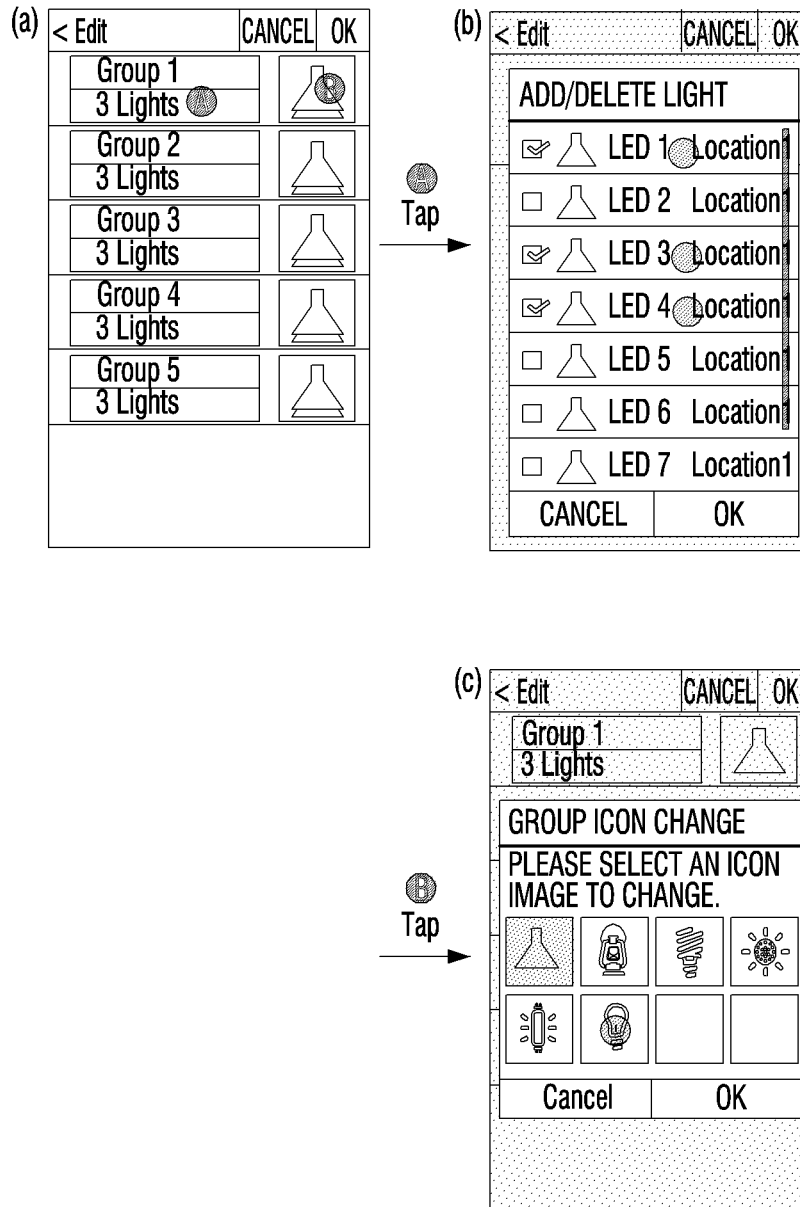 (a)
< Edit CANCEL OK
Group 1
3 Lights A B
Group 2
3 Lights
Group 3
3 Lights
Group 4
3 Lights
Group 5
3 Lights
A
Tap
(b)
< Edit CANCEL OK
ADD/DELETE LIGHT
LED 1 Location1
LED 2 Location1
LED 3 Location1
LED 4 Location1
LED 5 Location1
LED 6 Location1
LED 7 Location1
CANCEL OK
B
Tap
(c)
< Edit CANCEL OK
Group 1
3 Lights
GROUP ICON CHANGE
PLEASE SELECT AN ICON
IMAGE TO CHANGE.
Cancel OK